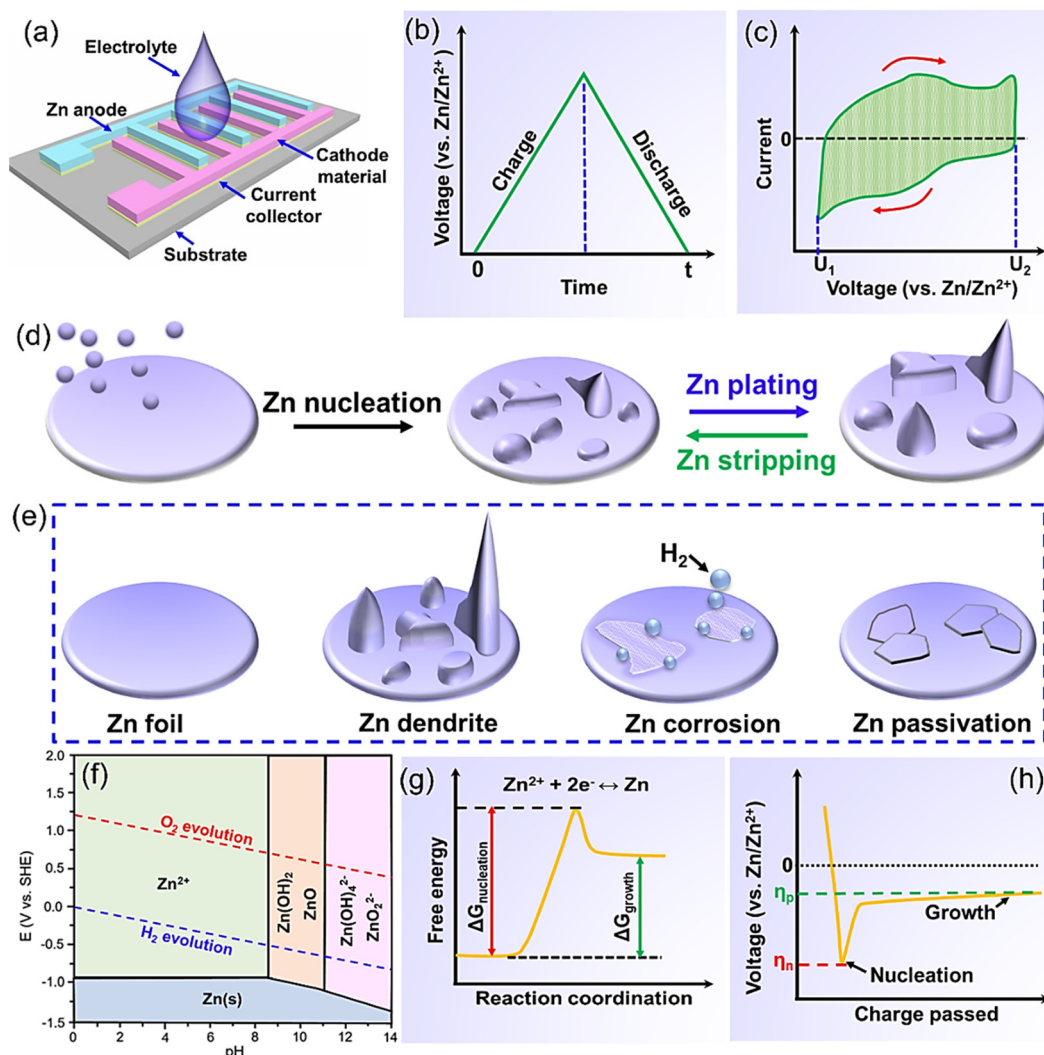 (a)
Electrolyte
Zn anode
Cathode
material
Current
collector
Substrate
(b)
Voltage (vs. Zn/Zn²⁺)
Charge
Discharge
0
t
Time
(c)
Current
0
U₁
U₂
Voltage (vs. Zn/Zn²⁺)
(d)
Zn nucleation
Zn plating
Zn stripping
(e)
H₂
Zn foil
Zn dendrite
Zn corrosion
Zn passivation
(f)
E (V vs. SHE)
2.0
1.5
1.0
0.5
0.0
-0.5
-1.0
-1.5
O₂ evolution
Zn²⁺
H₂ evolution
Zn(OH)₂
ZnO
Zn(OH)₄²⁻
ZnO₂²⁻
Zn(s)
0 2 4 6 8 10 12 14
pH
(g)
Zn²⁺ + 2e⁻ ↔ Zn
Free energy
ΔGnucleation
ΔGgrowth
Reaction coordination
(h)
Voltage (vs. Zn/Zn²⁺)
0
ηp
Growth
ηn
Nucleation
Charge passed